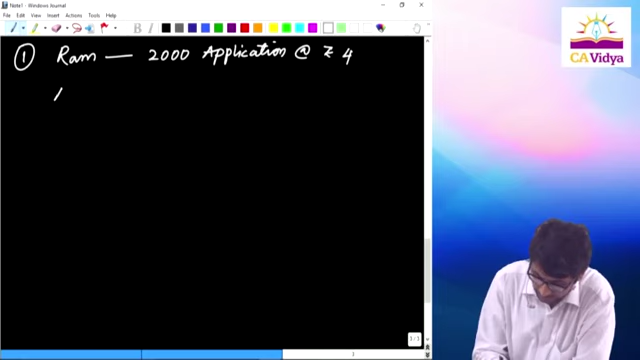 Note1 - Windows Journal
File Edit View Insert Actions Tools Help
① Ram — 2000 Application @ ₹ 4
CA Vidya
1/1
1